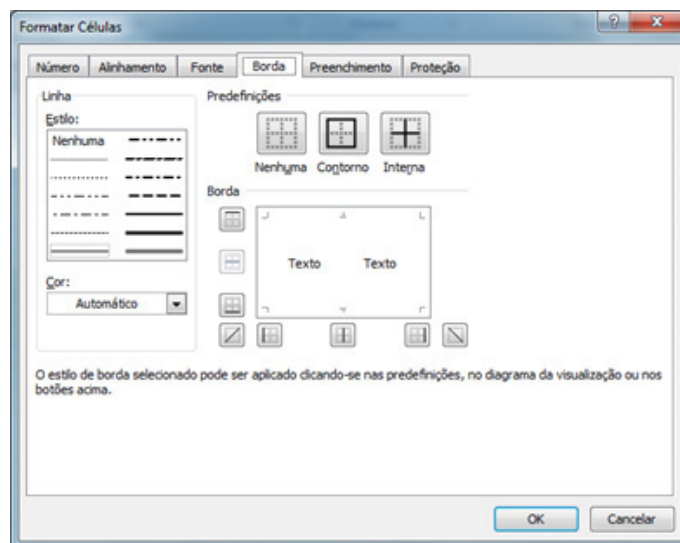 Formatar Células
Número Alinhamento Fonte Borda Preenchimento Proteção
Linha
Estilo:
Nenhuma
Cor:
Automático
Predefinições
Nenhuma Contorno Interna
Borda
Texto Texto
O estilo de borda selecionado pode ser aplicado clicando-se nas predefinições, no diagrama da visualização ou nos
botões acima.
OK Cancelar